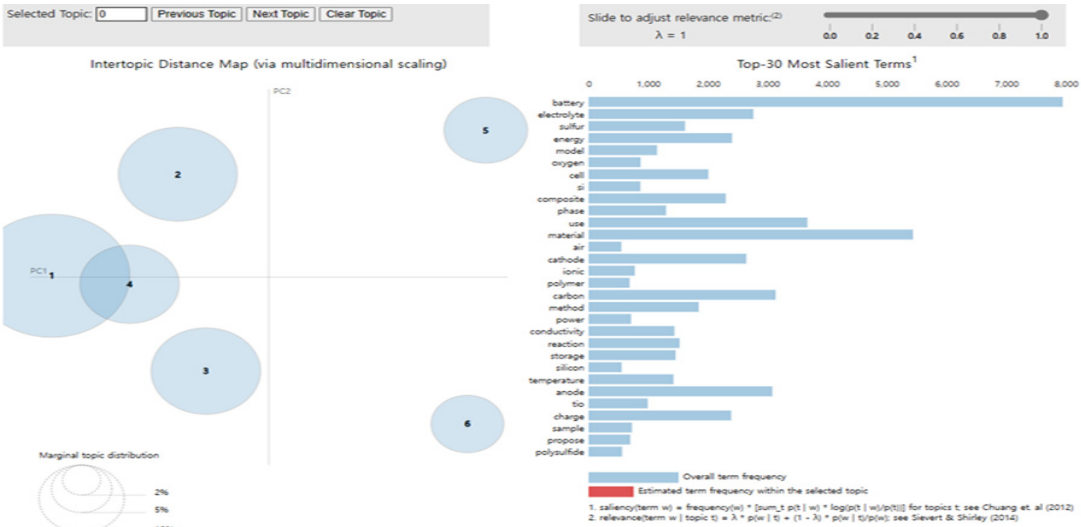 Selected Topic: 0 Previous Topic Next Topic Clear Topic
Slide to adjust relevance metric:(2)
λ = 1
0.0 0.2 0.4 0.6 0.8 1.0
Intertopic Distance Map (via multidimensional scaling)
PC2
PC1
1
2
3
4
5
6
Marginal topic distribution
2%
5%
Top-30 Most Salient Terms1
0 1,000 2,000 3,000 4,000 5,000 6,000 7,000 8,000
battery
electrolyte
sulfur
energy
model
oxygen
cell
si
composite
phase
use
material
air
cathode
ionic
polymer
carbon
method
power
conductivity
reaction
storage
silicon
temperature
anode
tio
charge
sample
propose
polysulfide
Overall term frequency
Estimated term frequency within the selected topic
1. saliency(term w) = frequency(w) * [sum_t p(t | w) * log(p(t | w)/p(t))] for topics t; see Chuang et. al (2012)
2. relevance(term w | topic t) = λ * p(w | t) + (1 - λ) * p(w | t)/p(w); see Sievert & Shirley (2014)